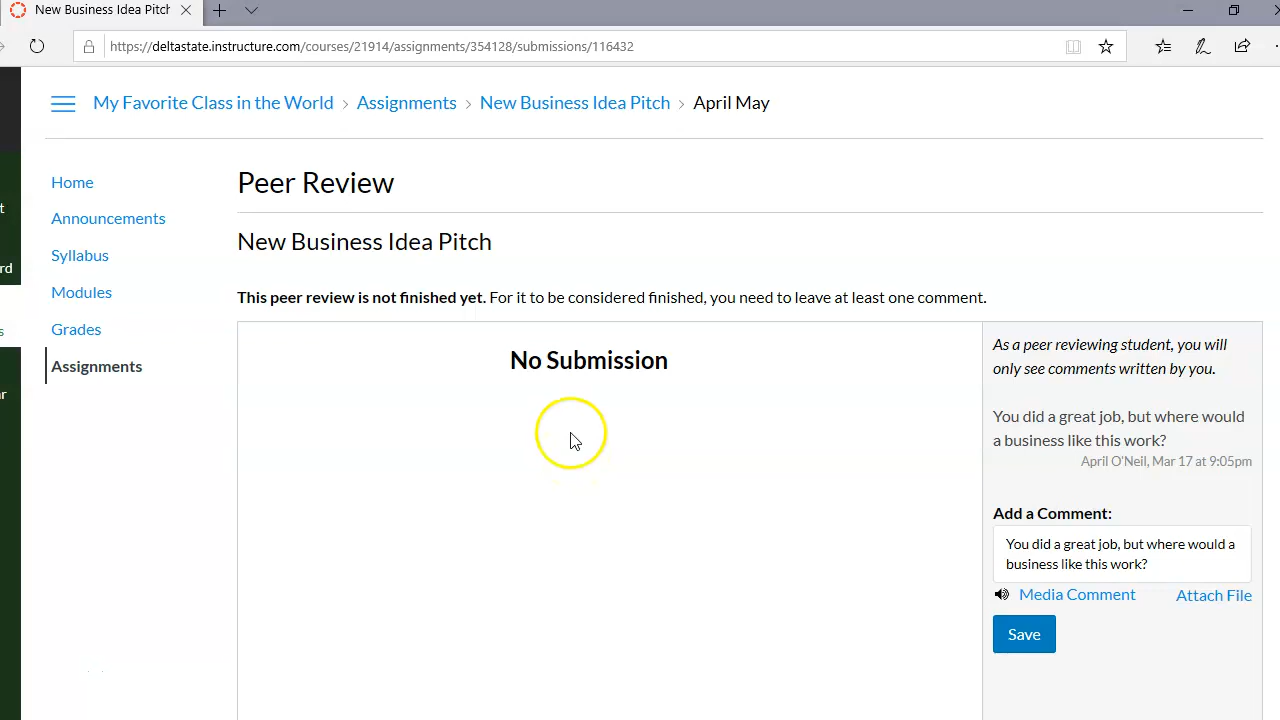 New Business Idea Pitch
https://deltastate.instructure.com/courses/21914/assignments/354128/submissions/116432
My Favorite Class in the World › Assignments › New Business Idea Pitch › April May
t
rd
s
ar
Home
Announcements
Syllabus
Modules
Grades
Assignments
Peer Review
New Business Idea Pitch
This peer review is not finished yet. For it to be considered finished, you need to leave at least one comment.
No Submission
As a peer reviewing student, you will
only see comments written by you.
You did a great job, but where would
a business like this work?
April O'Neil, Mar 17 at 9:05pm
Add a Comment:
You did a great job, but where would a
business like this work?
Media Comment
Attach File
Save